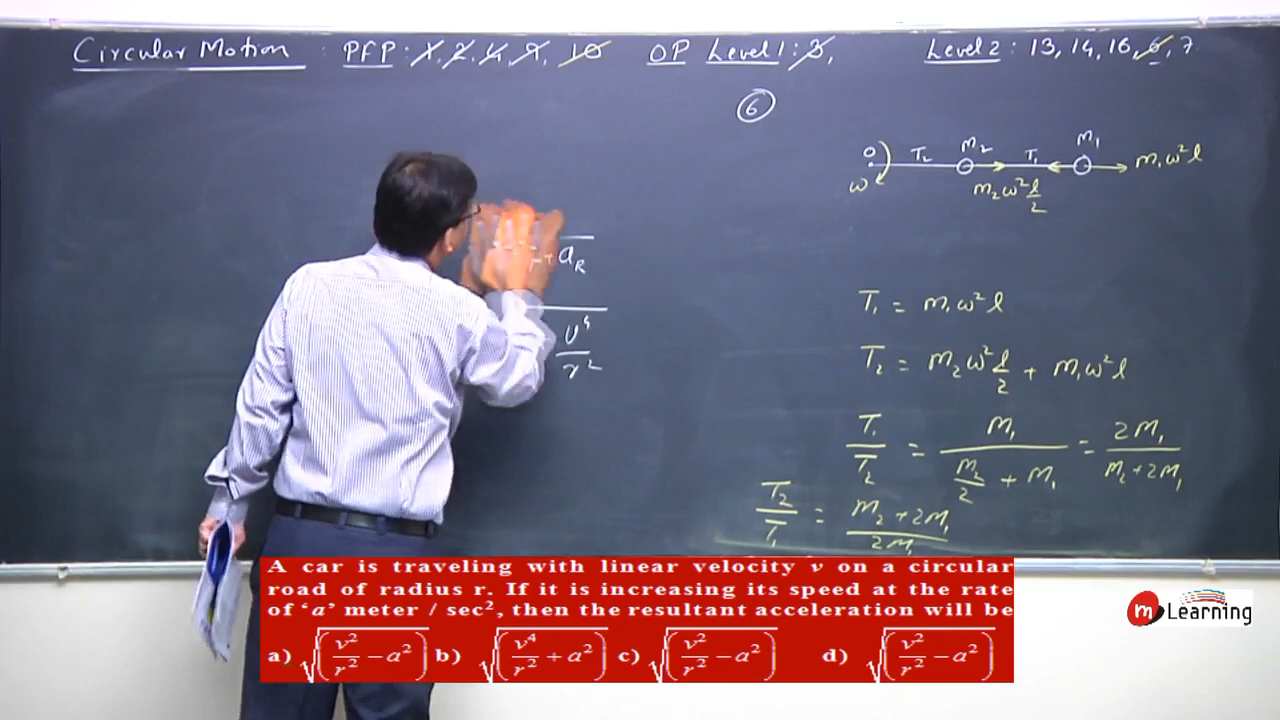 Circular Motion : PFP : 1, 2, 4, 9, 10 OP Level 1 : 3, Level 2 : 13, 14, 16, 6, 7
6
O T₂ M₂ T₁ M₁ M₁ω²l
ω M₂ω²l/2
+ a_R
v⁴/r²
T₁ = M₁ω²l
T₂ = M₂ω²l/2 + M₁ω²l
T₁/T₂ = M₁/(M₂/2 + M₁) = 2M₁/(M₂+2M₁)
T₂/T₁ = (M₂+2M₁)/2M₁
A car is traveling with linear velocity v on a circular
road of radius r. If it is increasing its speed at the rate
of ‘a’ meter / sec², then the resultant acceleration will be
a) √(v²/r² − a²) b) √(v⁴/r² + a²) c) √(v²/r² − a²) d) √(v²/r² − a²)
m Learning